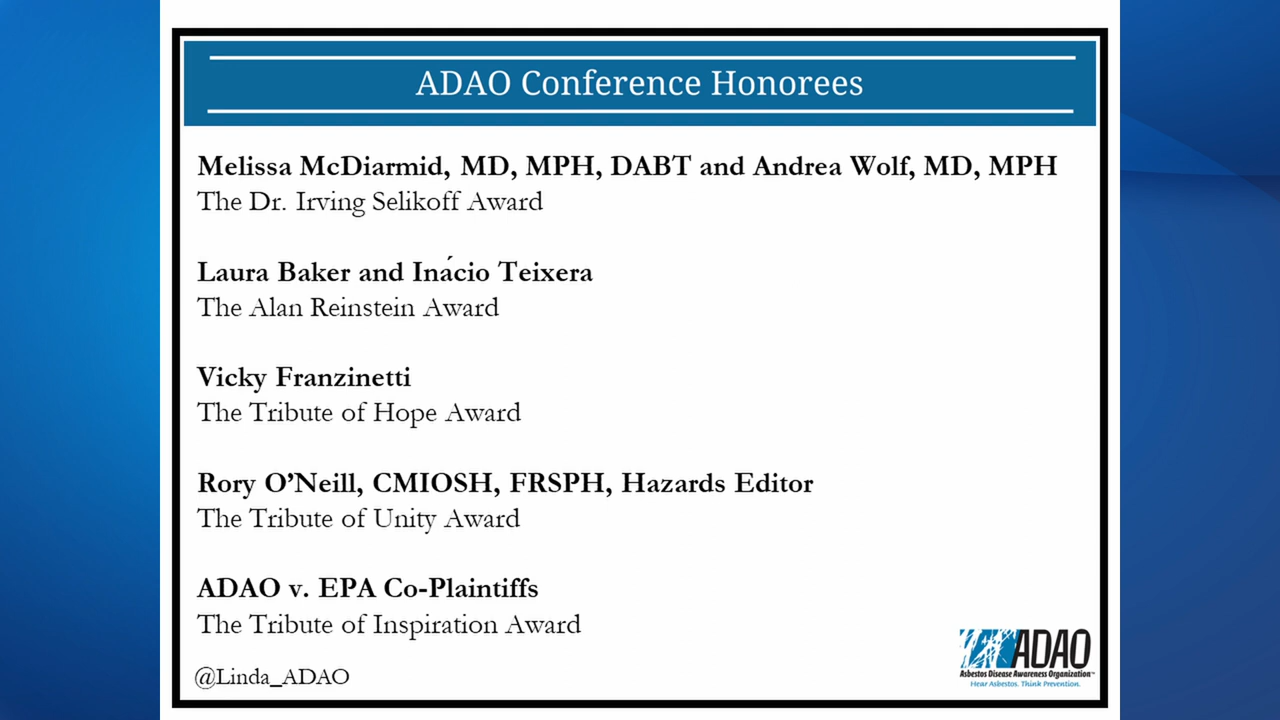 ADAO Conference Honorees
Melissa McDiarmid, MD, MPH, DABT and Andrea Wolf, MD, MPH
The Dr. Irving Selikoff Award
Laura Baker and Inácio Teixera
The Alan Reinstein Award
Vicky Franzinetti
The Tribute of Hope Award
Rory O’Neill, CMIOSH, FRSPH, Hazards Editor
The Tribute of Unity Award
ADAO v. EPA Co-Plaintiffs
The Tribute of Inspiration Award
@Linda_ADAO
ADAO
Asbestos Disease Awareness Organization™
Hear Asbestos. Think Prevention.